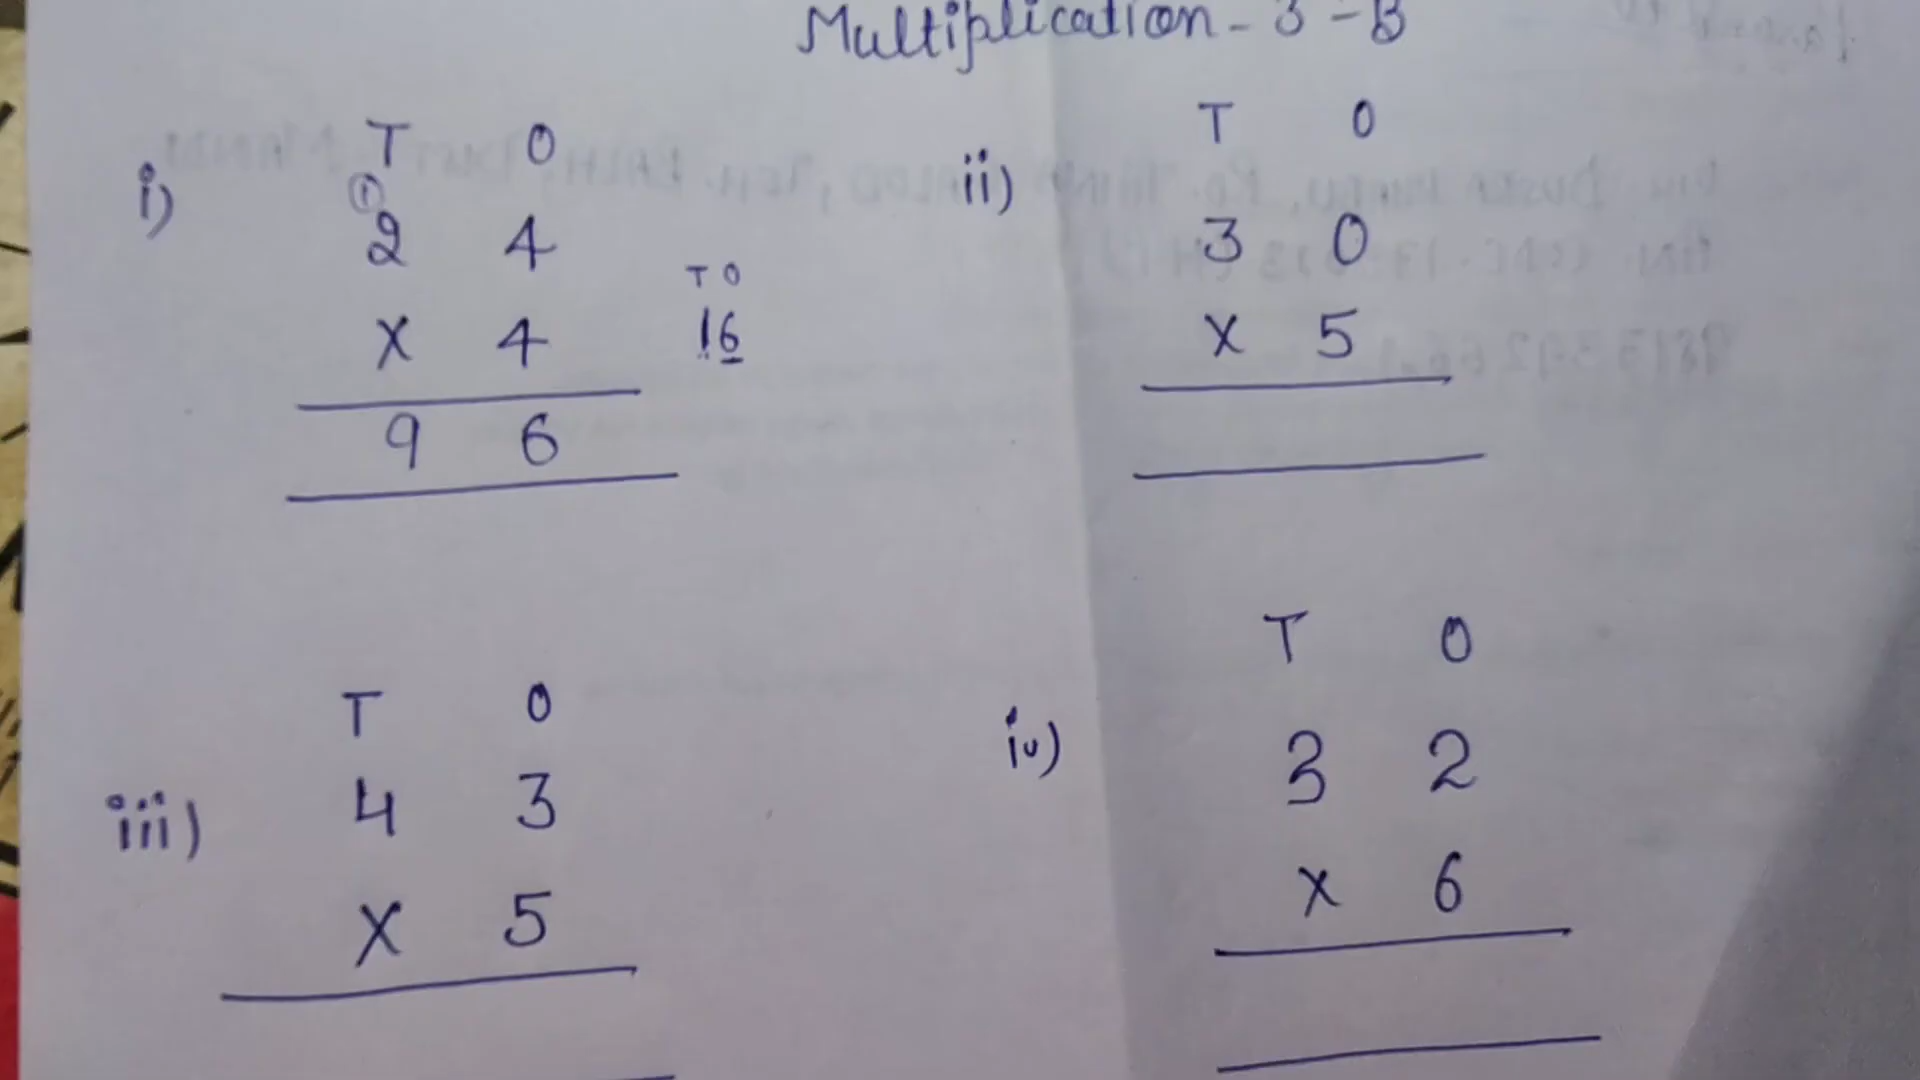 Multiplication - 3 - B
i)
T O
①
2 4
X 4
9 6
T O
16
ii)
T O
3 0
X 5
iii)
T O
4 3
X 5
iv)
T O
3 2
X 6